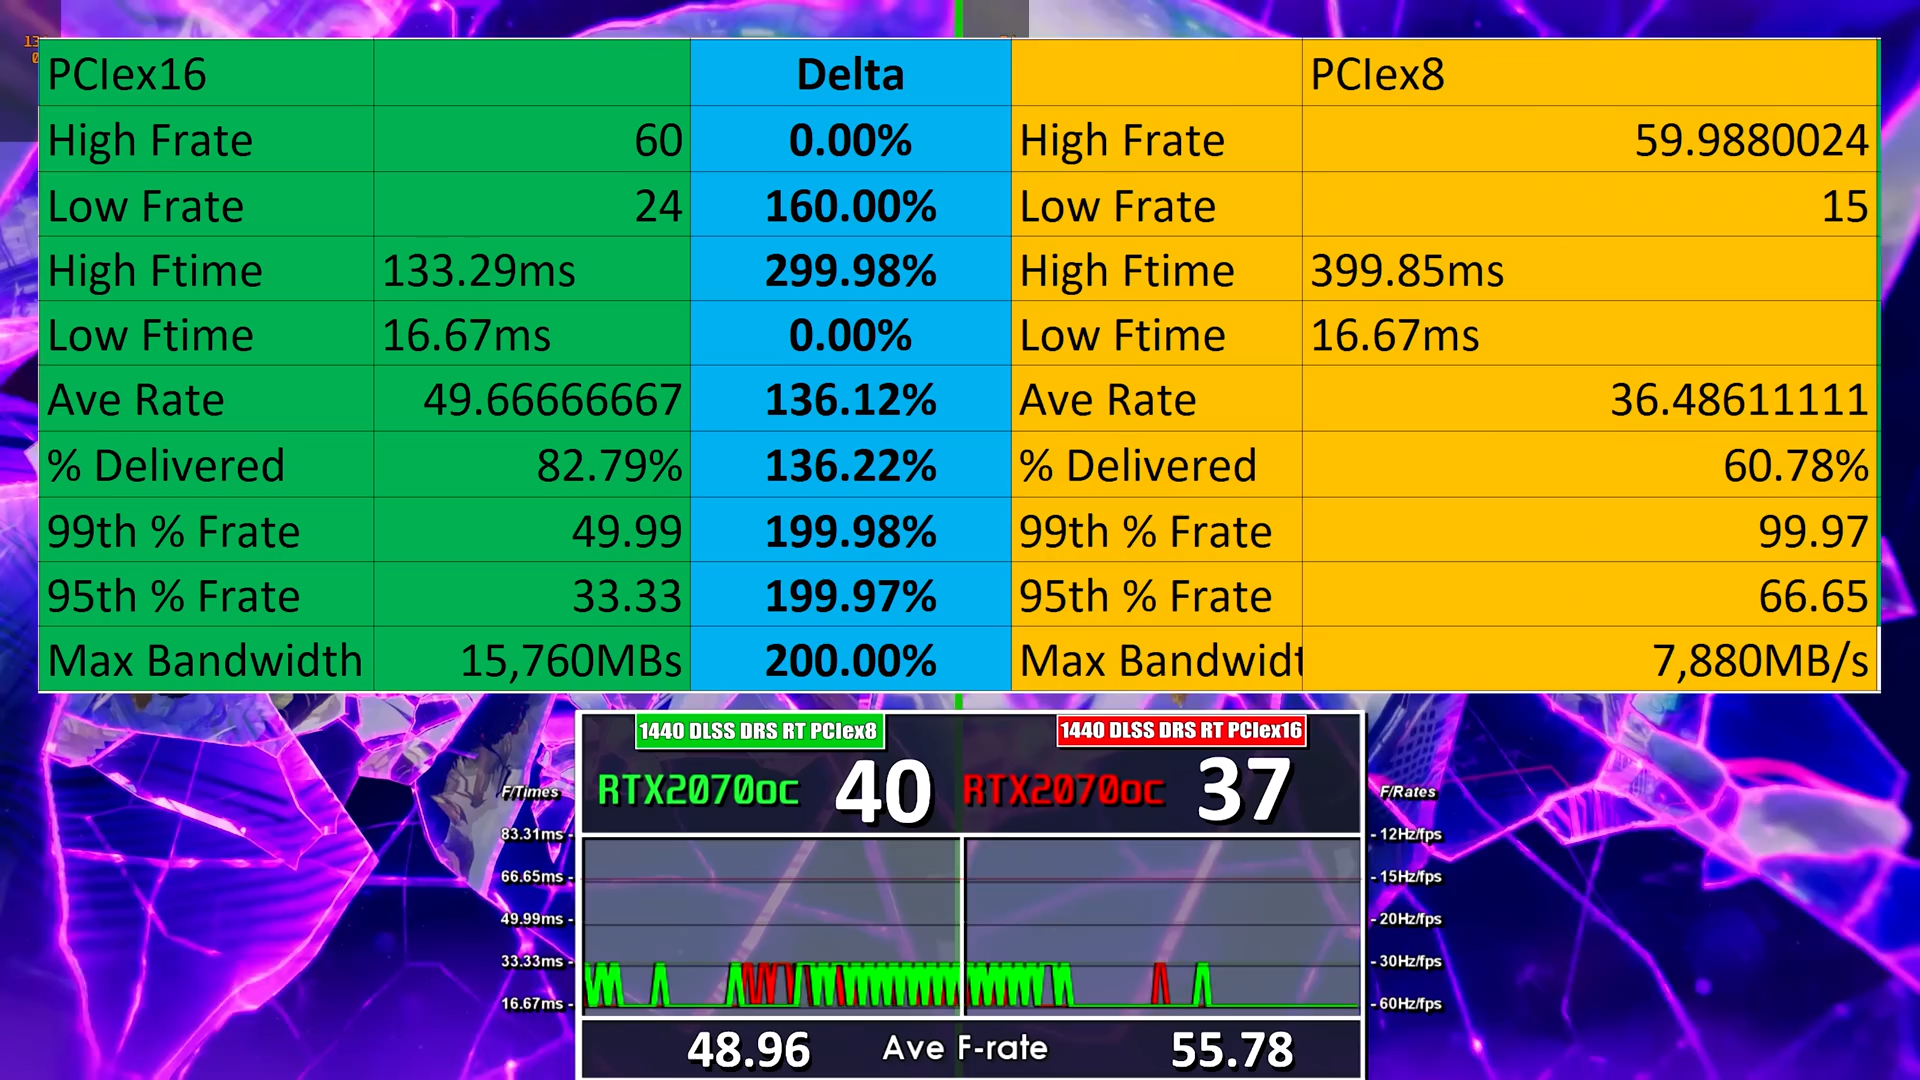 PCIex16 Delta PCIex8
High Frate 60 0.00% High Frate 59.9880024
Low Frate 24 160.00% Low Frate 15
High Ftime 133.29ms 299.98% High Ftime 399.85ms
Low Ftime 16.67ms 0.00% Low Ftime 16.67ms
Ave Rate 49.66666667 136.12% Ave Rate 36.48611111
% Delivered 82.79% 136.22% % Delivered 60.78%
99th % Frate 49.99 199.98% 99th % Frate 99.97
95th % Frate 33.33 199.97% 95th % Frate 66.65
Max Bandwidth 15,760MBs 200.00% Max Bandwidt 7,880MB/s
1440 DLSS DRS RT PCIex8 1440 DLSS DRS RT PCIex16
RTX2070OC 40 RTX2070OC 37
F/Times F/Rates
83.31ms - - 12Hz/fps
66.65ms - - 15Hz/fps
49.99ms - - 20Hz/fps
33.33ms - - 30Hz/fps
16.67ms - - 60Hz/fps
48.96 Ave F-rate 55.78